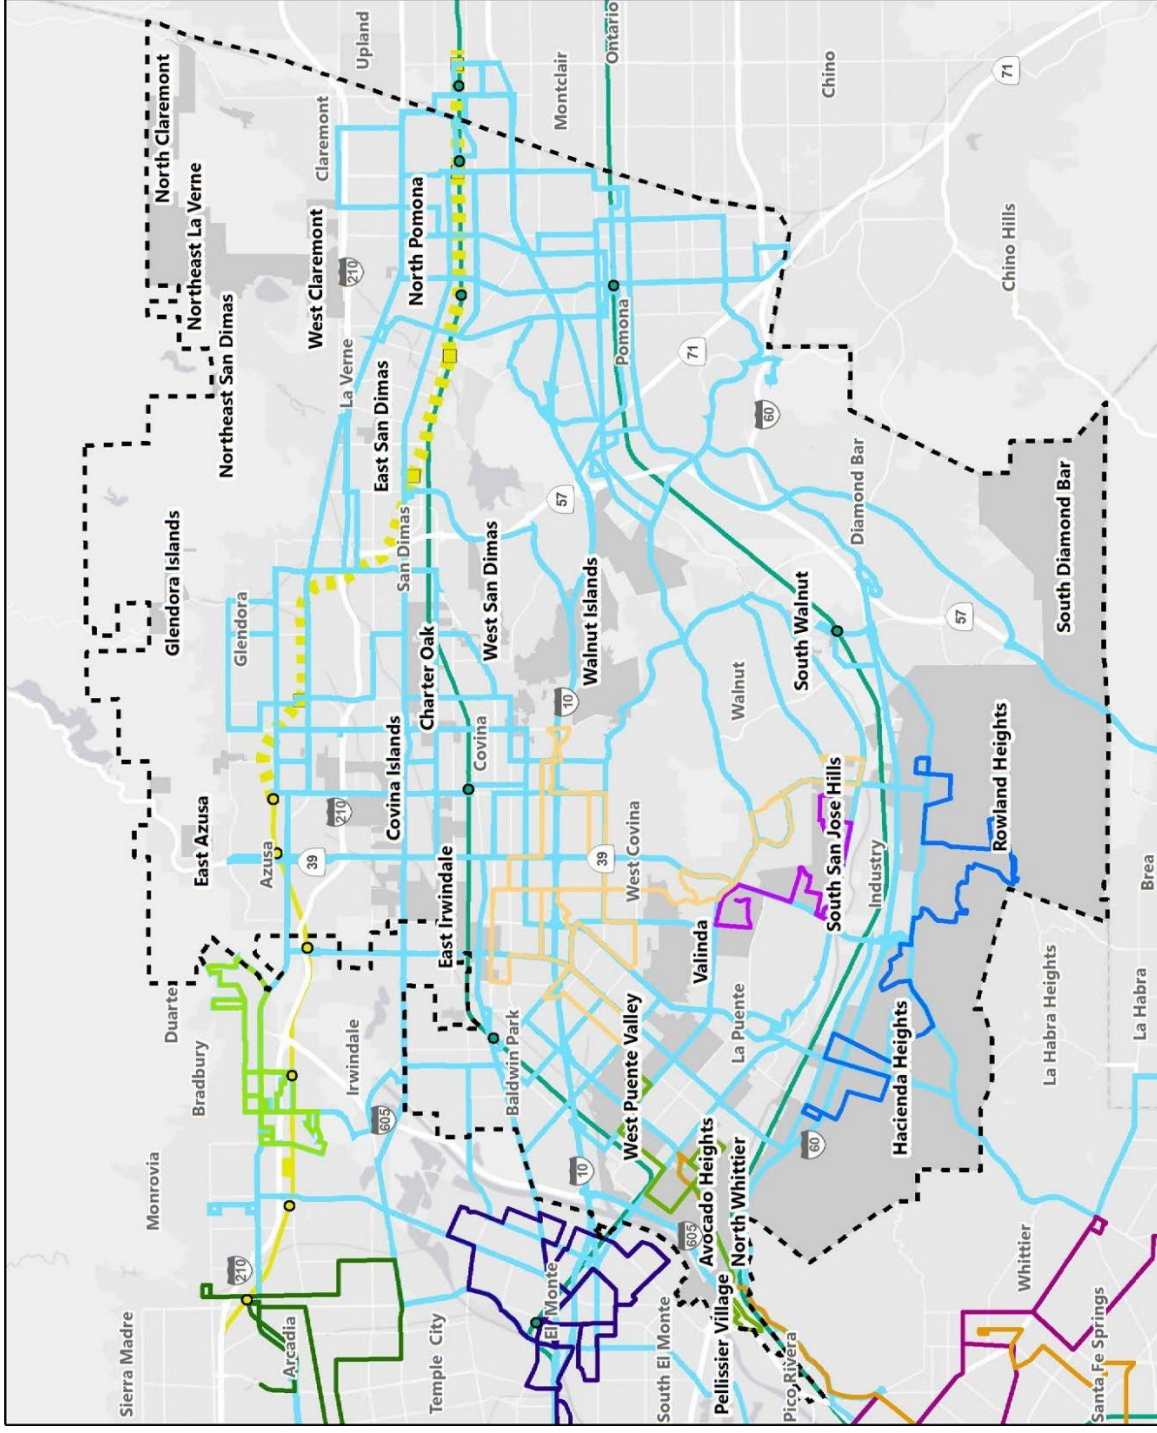 Sierra Madre
Monrovia
Bradbury
Duarte
East Azusa
Glendora Islands
Northeast San Dimas
Northeast La Verne
North Claremont
210
Arcadia
Azusa
Glendora
West Claremont
Claremont
Upland
Irwindale
605
39
210
La Verne
210
Temple City
Covina Islands
Charter Oak
San Dimas
East San Dimas
North Pomona
East Irwindale
Covina
West San Dimas
Baldwin Park
El Monte
10
10
Walnut Islands
57
Montclair
39
West Covina
Ontario
Pomona
West Puente Valley
South El Monte
605
Avocado Heights
Valinda
71
Pellissier Village
North Whittier
La Puente
Walnut
60
Pico Rivera
60
South San Jose Hills
South Walnut
Chino
Industry
Diamond Bar
Hacienda Heights
57
Rowland Heights
71
Chino Hills
Whittier
La Habra Heights
South Diamond Bar
Santa Fe Springs
La Habra
Brea